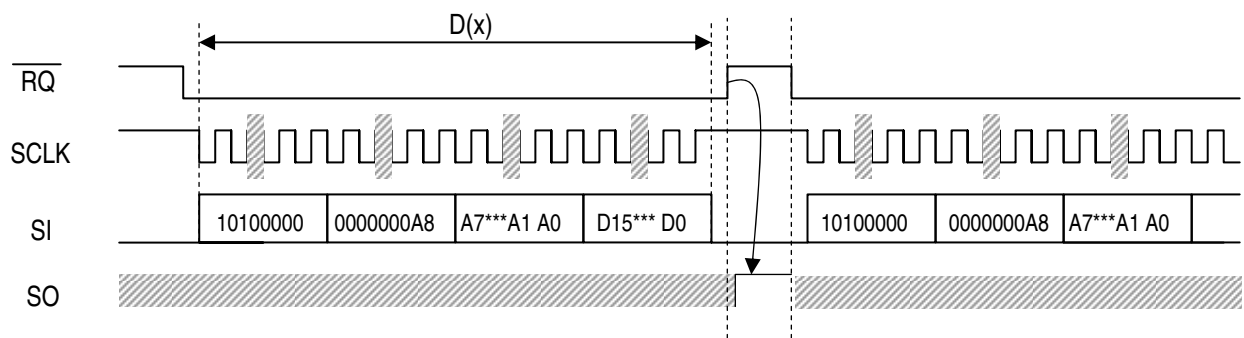 D(x)
RQ
SCLK
SI
10100000 0000000A8 A7***A1 A0 D15*** D0 10100000 0000000A8 A7***A1 A0
SO